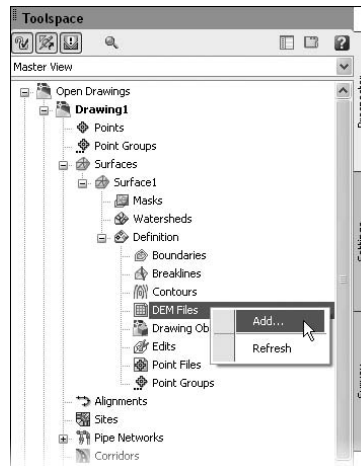 Toolspace
Master View
Open Drawings
Drawing1
Points
Point Groups
Surfaces
Surface1
Masks
Watersheds
Definition
Boundaries
Breaklines
Contours
DEM Files
Add...
Drawing Ob
Refresh
Edits
Point Files
Point Groups
Alignments
Sites
Pipe Networks
Corridors